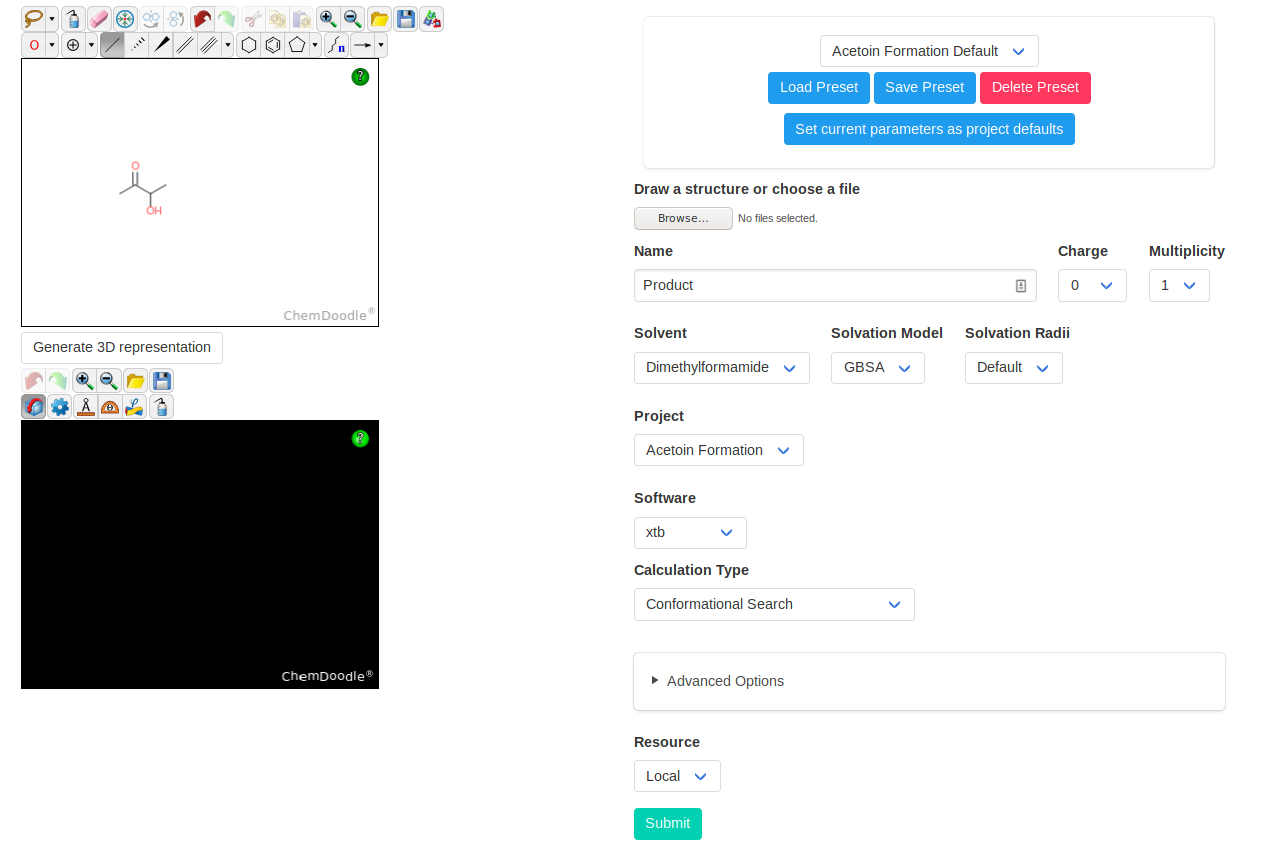 O
n
?
O
OH
ChemDoodle®
Generate 3D representation
?
ChemDoodle®
Acetoin Formation Default
Load Preset Save Preset Delete Preset
Set current parameters as project defaults
Draw a structure or choose a file
Browse... No files selected.
Name Charge Multiplicity
Product 0 1
Solvent Solvation Model Solvation Radii
Dimethylformamide GBSA Default
Project
Acetoin Formation
Software
xtb
Calculation Type
Conformational Search
Advanced Options
Resource
Local
Submit